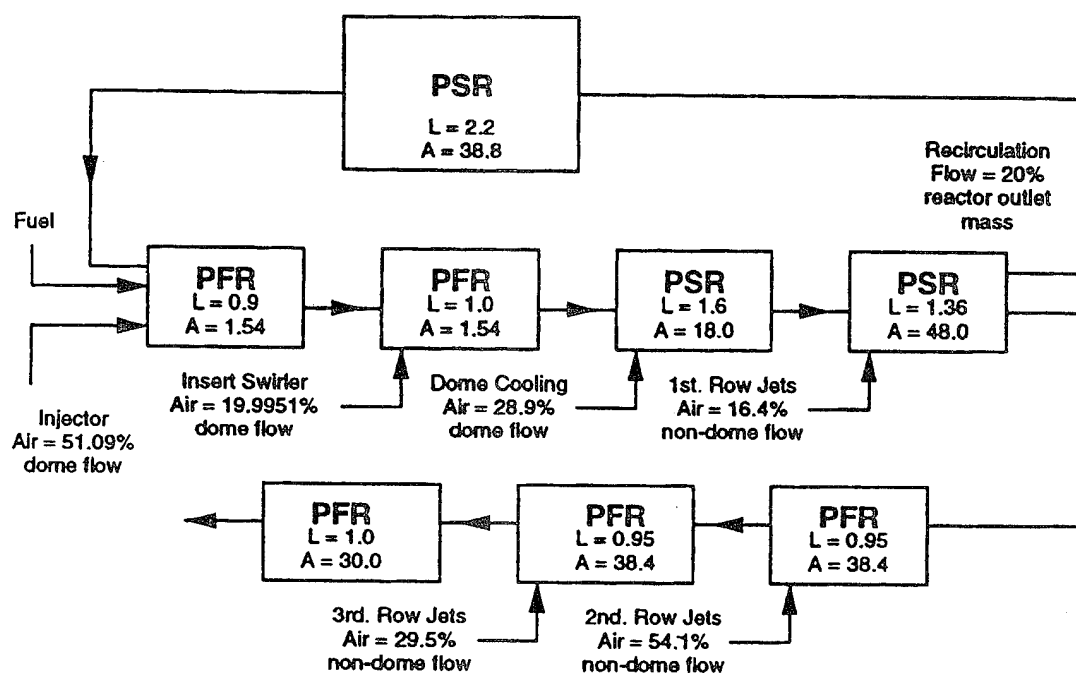 PSR
L = 2.2
A = 38.8
Recirculation
Flow = 20%
reactor outlet
mass
Fuel
PFR
L = 0.9
A = 1.54
PFR
L = 1.0
A = 1.54
PSR
L = 1.6
A = 18.0
PSR
L = 1.36
A = 48.0
Injector
Air = 51.09%
dome flow
Insert Swirler
Air = 19.9951%
dome flow
Dome Cooling
Air = 28.9%
dome flow
1st. Row Jets
Air = 16.4%
non-dome flow
PFR
L = 1.0
A = 30.0
PFR
L = 0.95
A = 38.4
PFR
L = 0.95
A = 38.4
3rd. Row Jets
Air = 29.5%
non-dome flow
2nd. Row Jets
Air = 54.1%
non-dome flow